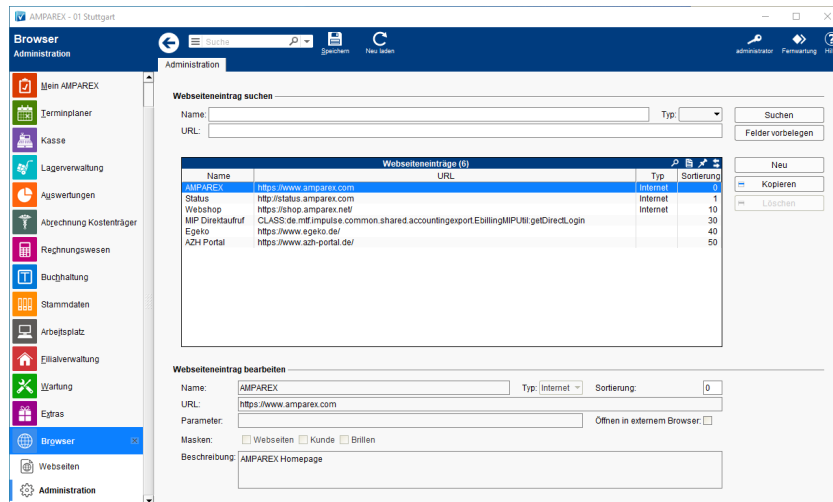 AMPAREX - 01 Stuttgart
Browser
Administration
Suche
Speichern
Neu laden
administrator
Fernwartung
Administration
Mein AMPAREX
Terminplaner
Kasse
Lagerverwaltung
Auswertungen
Abrechnung Kostenträger
Rechnungswesen
Buchhaltung
Stammdaten
Arbeitsplatz
Filialverwaltung
Wartung
Extras
Browser
Webseiten
Administration
Webseiteneintrag suchen
Name: Typ:
URL:
Suchen
Felder vorbelegen
Webseiteneinträge (6)
Name URL Typ Sortierung
AMPAREX https://www.amparex.com Internet 0
Status http://status.amparex.com Internet 1
Webshop https://shop.amparex.net/ Internet 10
MIP Direktaufruf CLASS:de.mtf.impulse.common.shared.accountingexport.EbillingMIPUtil:getDirectLogin 30
Egeko https://www.egeko.de/ 40
AZH Portal https://www.azh-portal.de/ 50
Neu
Kopieren
Löschen
Webseiteneintrag bearbeiten
Name: AMPAREX Typ: Internet Sortierung: 0
URL: https://www.amparex.com
Parameter: Öffnen in externem Browser:
Masken: Webseiten Kunde Brillen
Beschreibung: AMPAREX Homepage